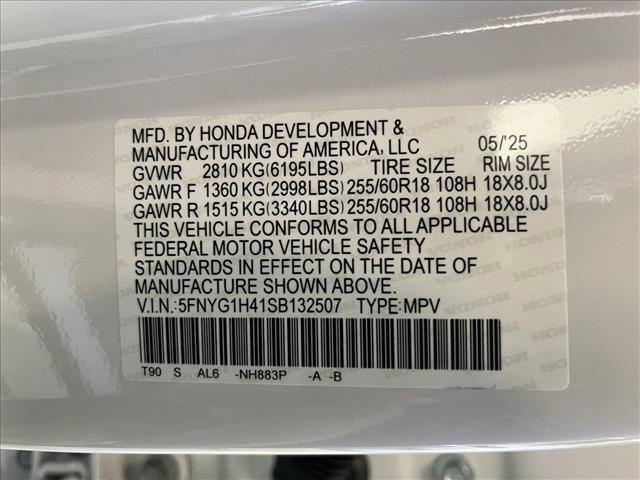 MFD. BY HONDA DEVELOPMENT &
MANUFACTURING OF AMERICA, LLC 05/'25
GVWR 2810 KG(6195LBS) TIRE SIZE RIM SIZE
GAWR F 1360 KG(2998LBS) 255/60R18 108H 18X8.0J
GAWR R 1515 KG(3340LBS) 255/60R18 108H 18X8.0J
THIS VEHICLE CONFORMS TO ALL APPLICABLE
FEDERAL MOTOR VEHICLE SAFETY
STANDARDS IN EFFECT ON THE DATE OF
MANUFACTURE SHOWN ABOVE.
V.I.N.:5FNYG1H41SB132507 TYPE:MPV
T90 S AL6 -NH883P -A -B